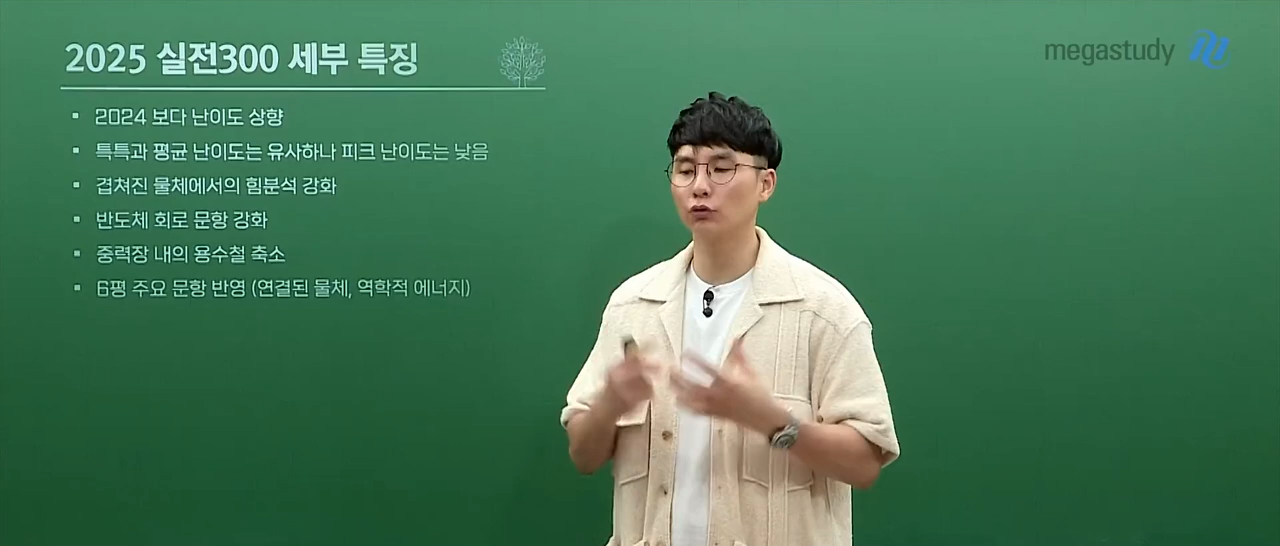 2025 실전300 세부 특징
megastudy
▪ 2024 보다 난이도 상향
▪ 특특과 평균 난이도는 유사하나 피크 난이도는 낮음
▪ 겹쳐진 물체에서의 힘분석 강화
▪ 반도체 회로 문항 강화
▪ 중력장 내의 용수철 축소
▪ 6평 주요 문항 반영 (연결된 물체, 역학적 에너지)